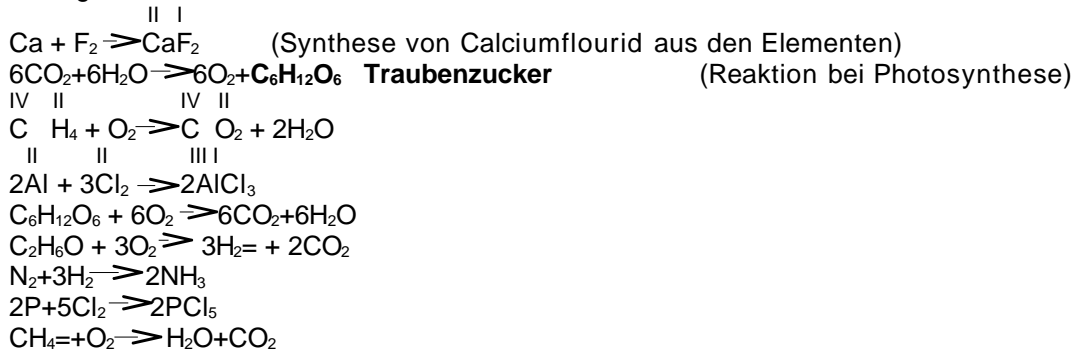 II I
Ca + F₂ → CaF₂ (Synthese von Calciumflourid aus den Elementen)
6CO₂+6H₂O → 6O₂+C₆H₁₂O₆ Traubenzucker (Reaktion bei Photosynthese)
IV II IV II
C H₄ + O₂ → C O₂ + 2H₂O
II II III I
2Al + 3Cl₂ → 2AlCl₃
C₆H₁₂O₆ + 6O₂ → 6CO₂+6H₂O
C₂H₆O + 3O₂ → 3H₂= + 2CO₂
N₂+3H₂ → 2NH₃
2P+5Cl₂ → 2PCl₅
CH₄=+O₂ → H₂O+CO₂